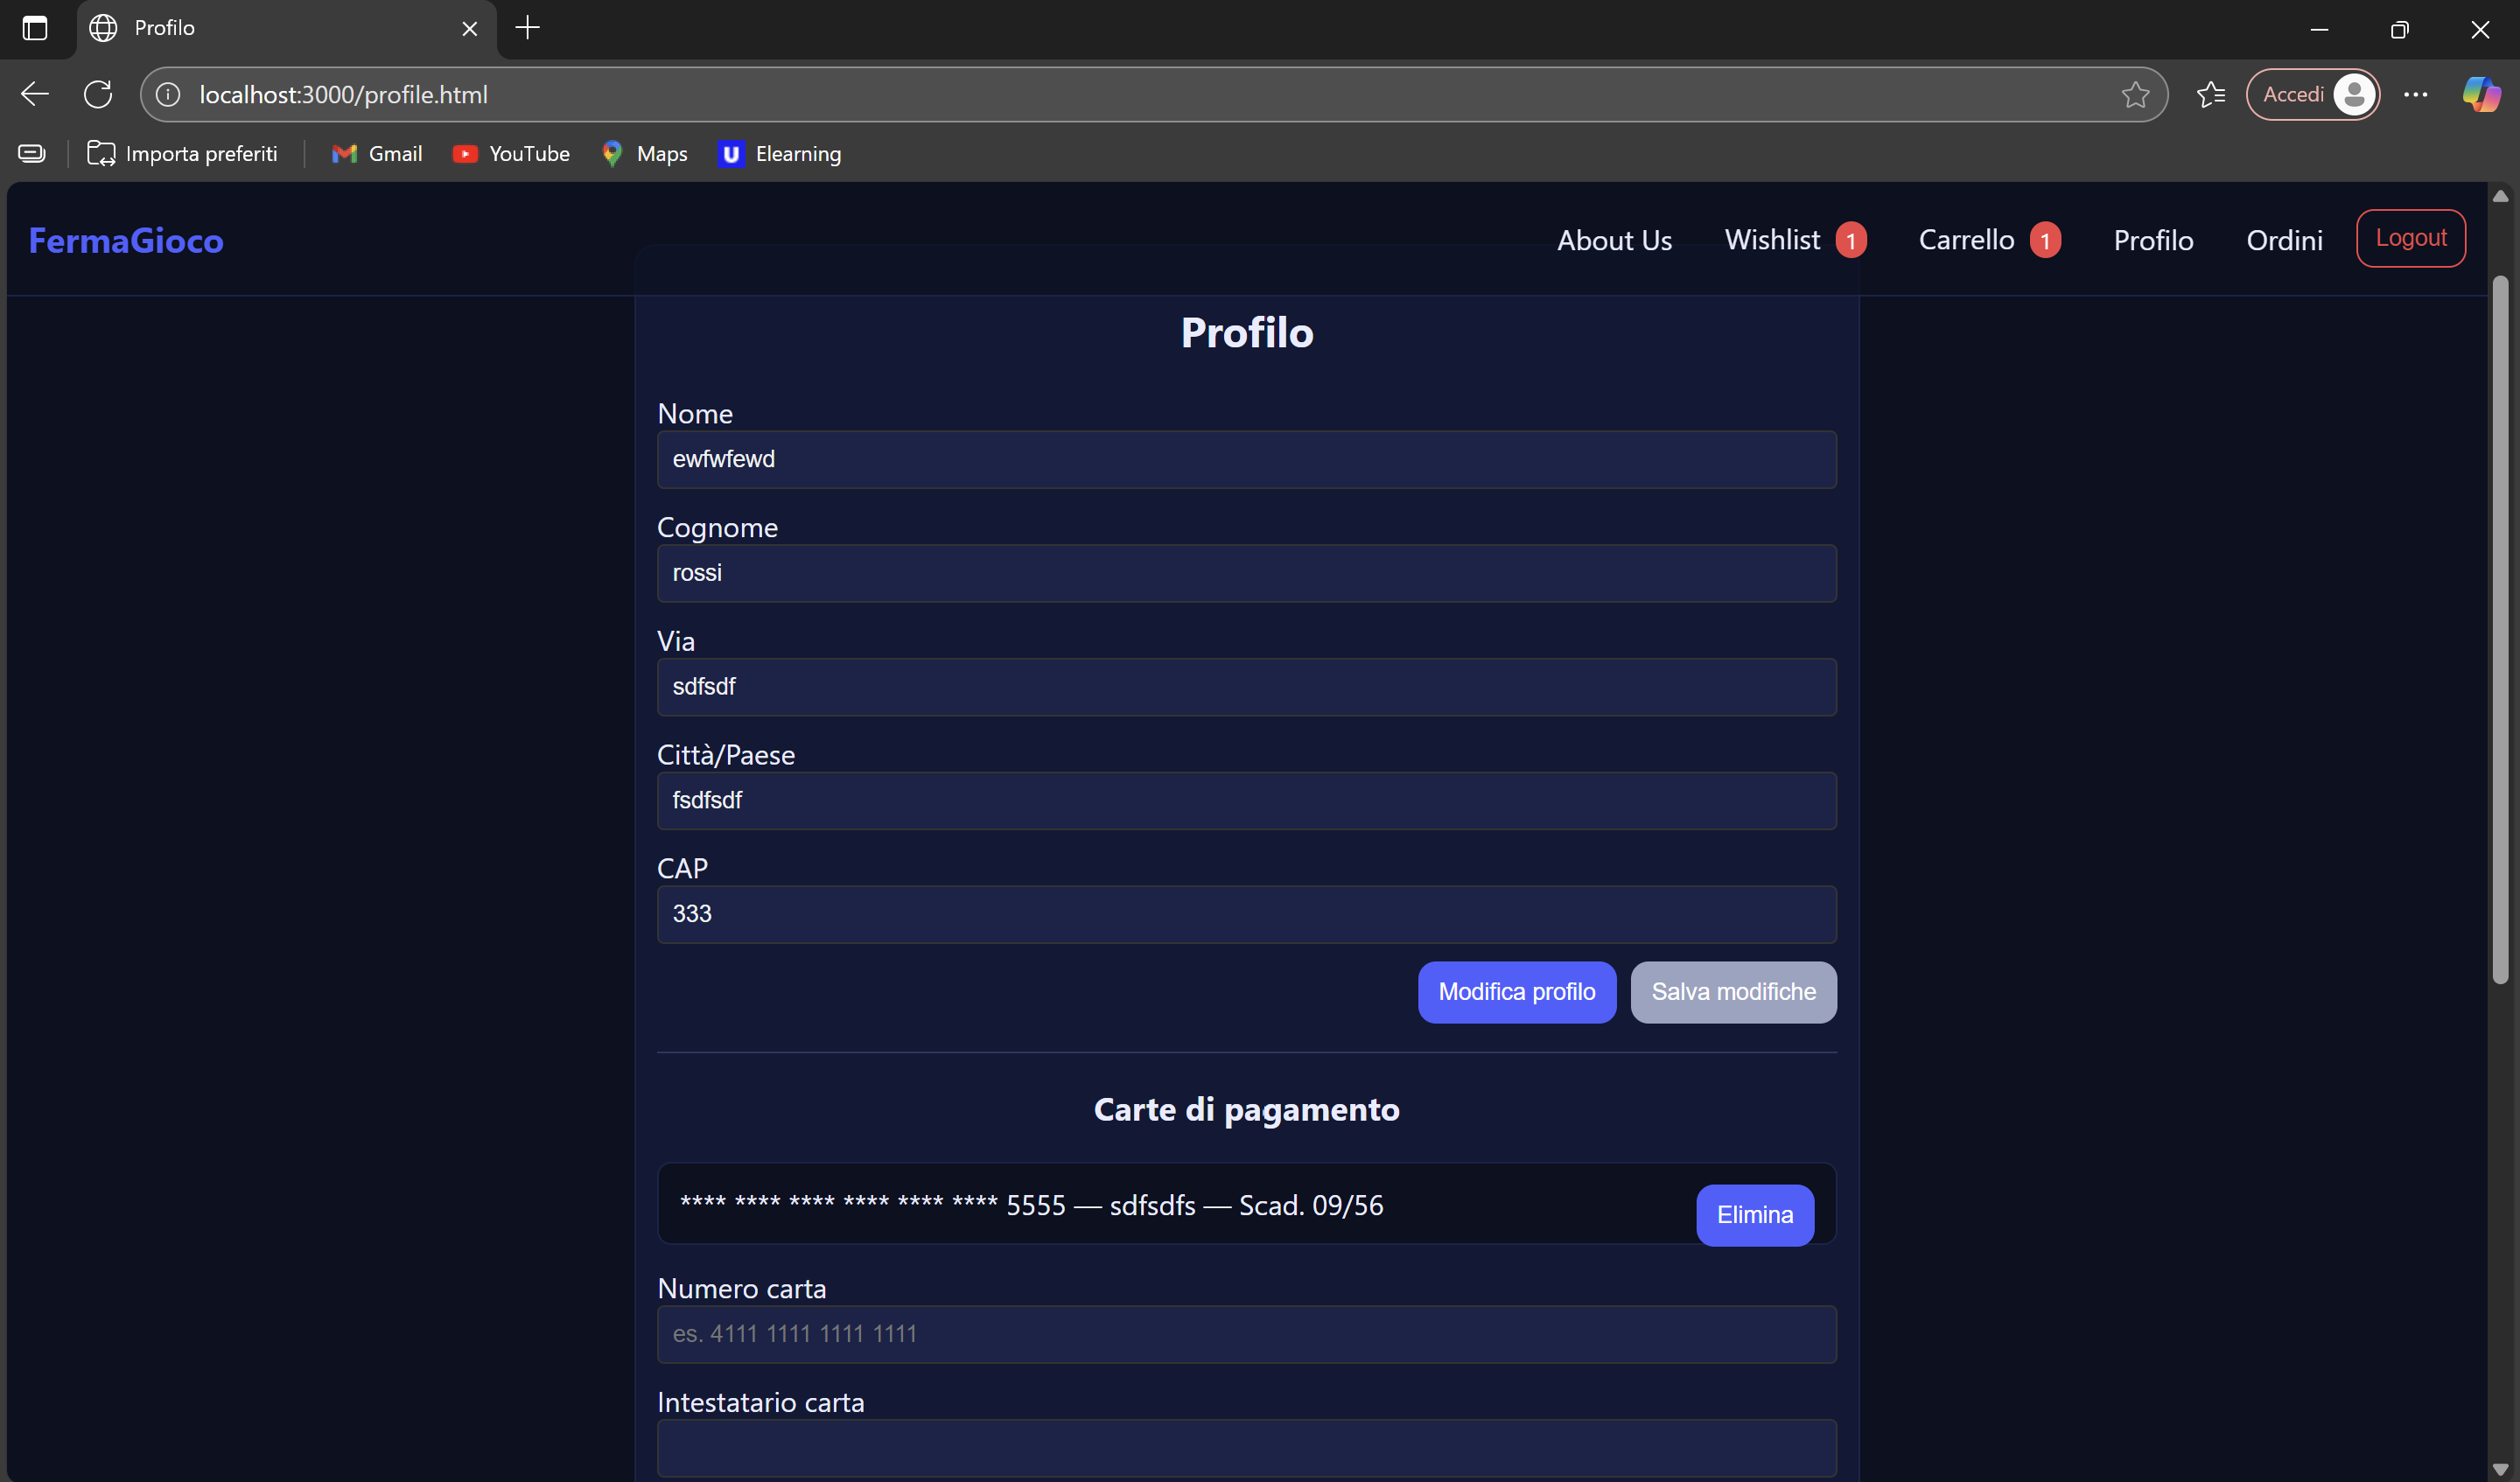 Profilo
localhost:3000/profile.html
Accedi
Importa preferiti
Gmail
YouTube
Maps
U Elearning
FermaGioco
About Us
Wishlist 1
Carrello 1
Profilo
Ordini
Logout
Profilo
Nome
ewfwfewd
Cognome
rossi
Via
sdfsdf
Città/Paese
fsdfsdf
CAP
333
Modifica profilo
Salva modifiche
Carte di pagamento
**** **** **** **** **** **** 5555 — sdfsdfs — Scad. 09/56
Elimina
Numero carta
es. 4111 1111 1111 1111
Intestatario carta